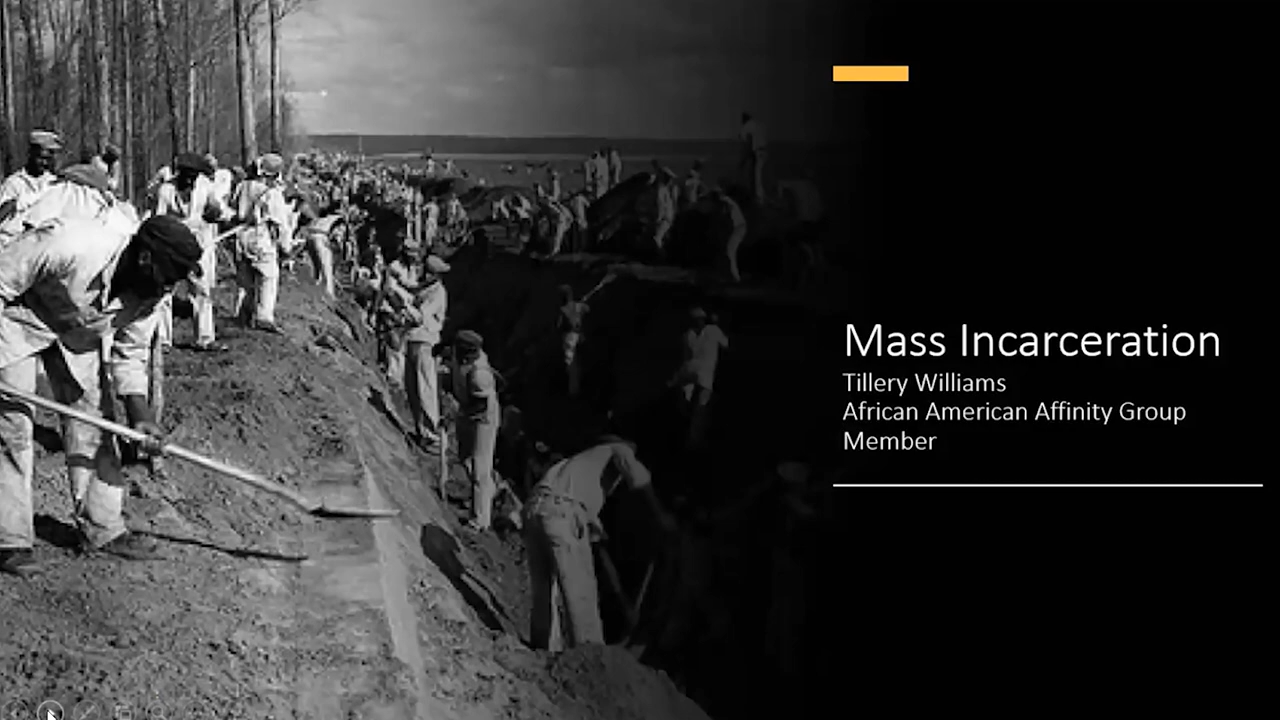 Mass Incarceration
Tillery Williams
African American Affinity Group
Member